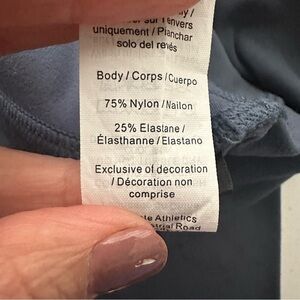 uniquement / Planchar
solo del revés
Body / Corps / Cuerpo
75% Nylon / Nailon
25% Elastane /
Élasthanne / Elastano
Exclusive of decoration
/ Décoration non
comprise
Athletics
Road